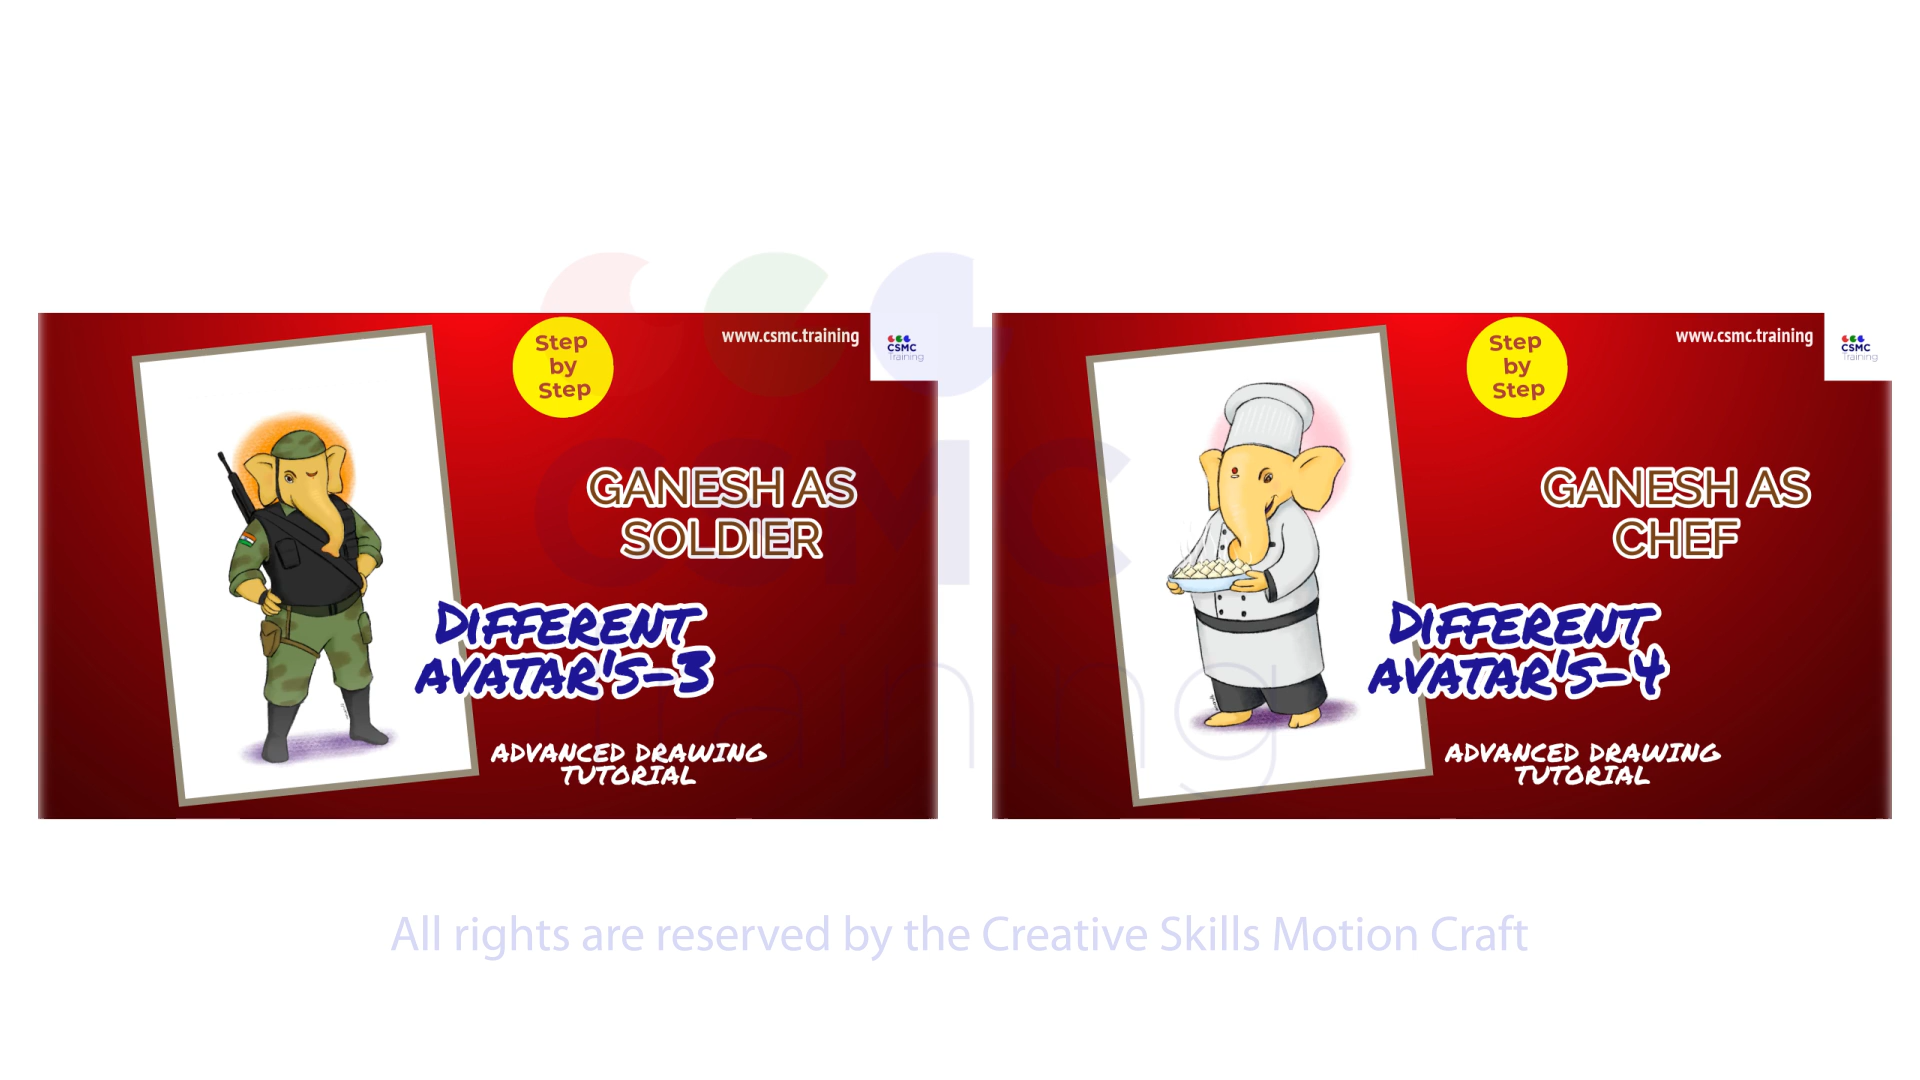 Step
by
Step
www.csmc.training
CSMC
Training
GANESH AS
SOLDIER
DIFFERENT
AVATAR'S-3
ADVANCED DRAWING
TUTORIAL
Step
by
Step
www.csmc.training
CSMC
Training
GANESH AS
CHEF
DIFFERENT
AVATAR'S-4
ADVANCED DRAWING
TUTORIAL
CSMC
Training
All rights are reserved by the Creative Skills Motion Craft